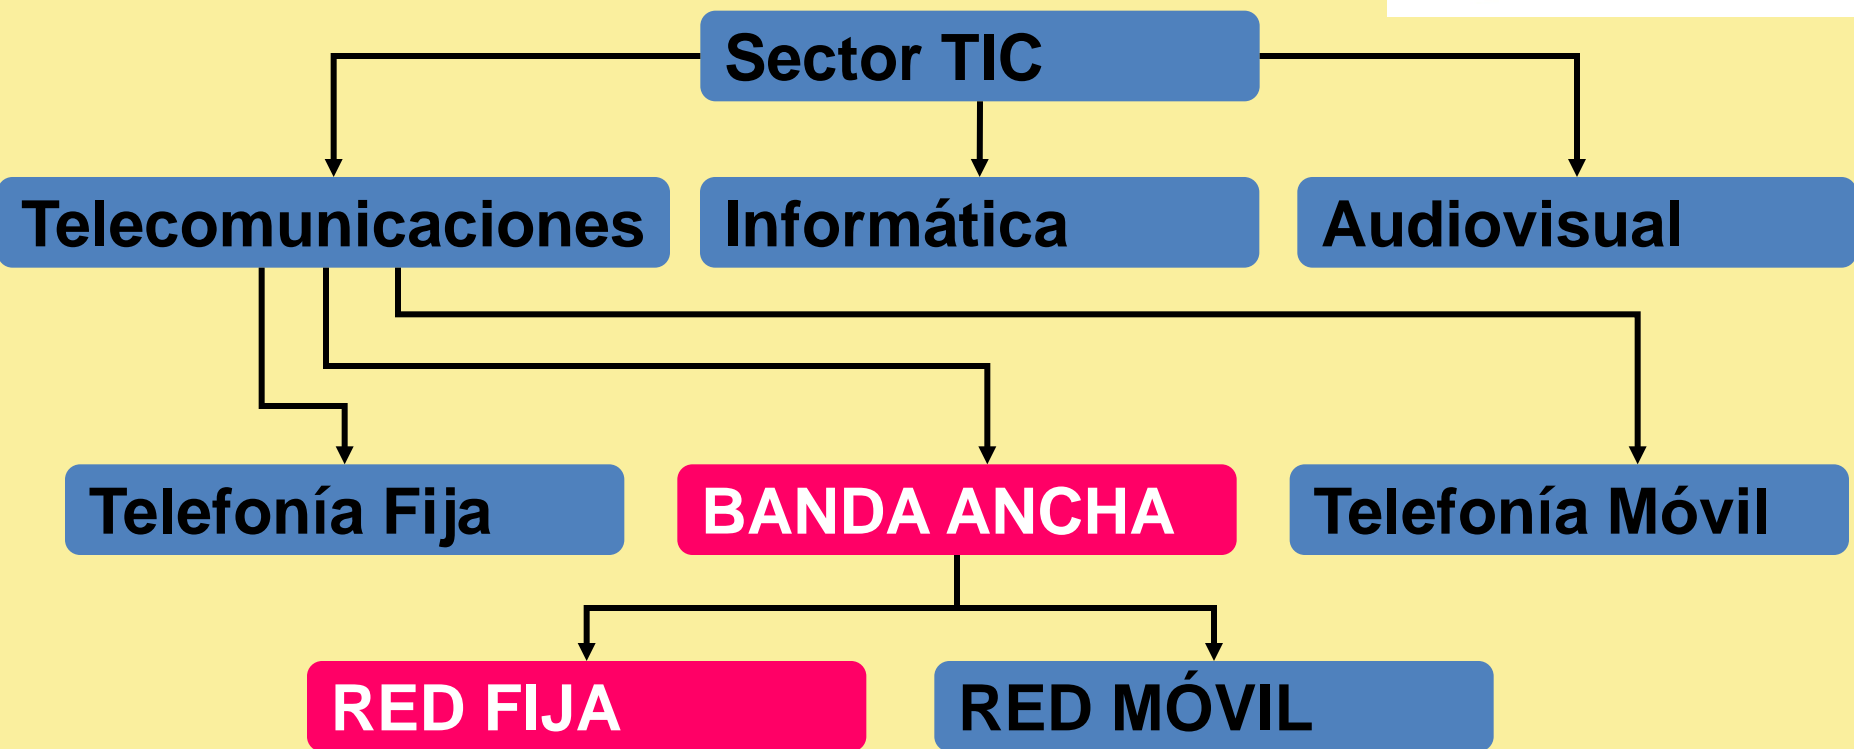 Sector TIC
Telecomunicaciones
Informática
Audiovisual
Telefonía Fija
BANDA ANCHA
Telefonía Móvil
RED FIJA
RED MÓVIL